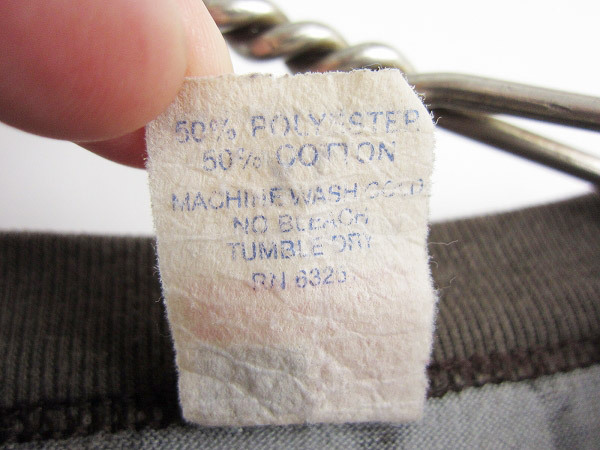 50% POLYESTER
50% COTTON
MACHINE WASH COLD
NO BLEACH
TUMBLE DRY
RN